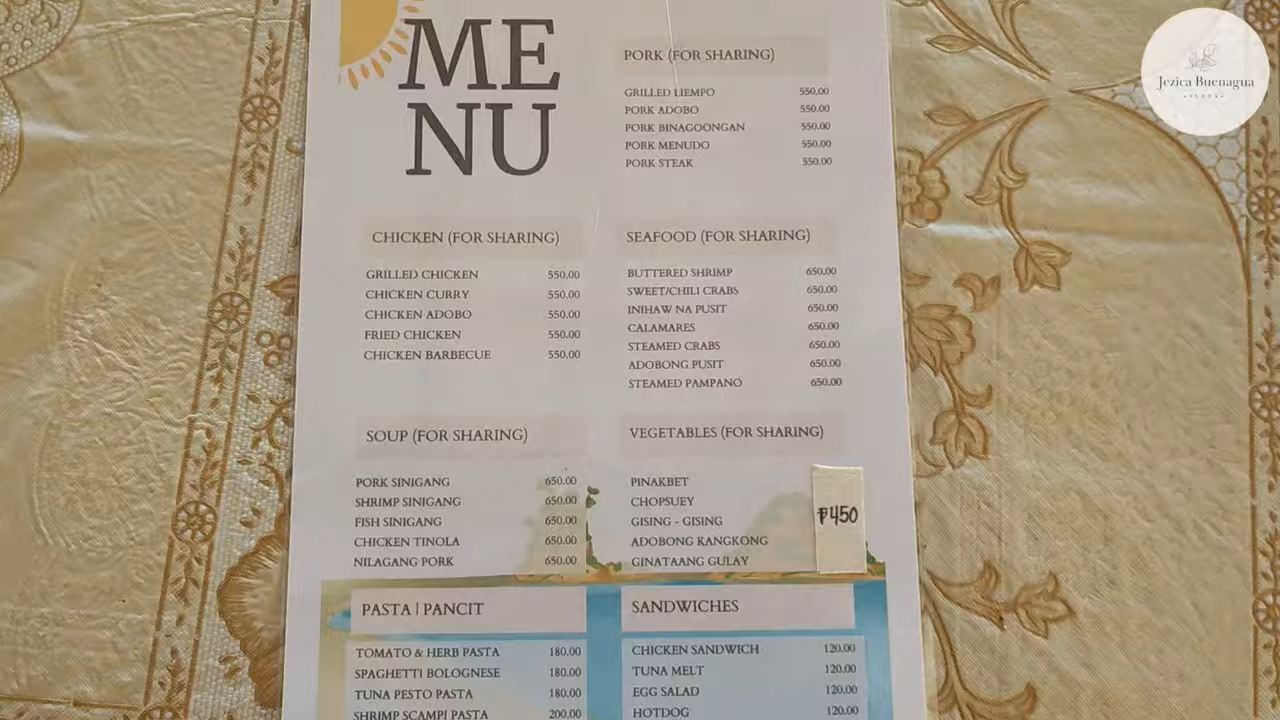 ME
NU
PORK (FOR SHARING)
GRILLED LIEMPO 550.00
PORK ADOBO 550.00
PORK BINAGOONGAN 550.00
PORK MENUDO 550.00
PORK STEAK 550.00
CHICKEN (FOR SHARING)
GRILLED CHICKEN 550.00
CHICKEN CURRY 550.00
CHICKEN ADOBO 550.00
FRIED CHICKEN 550.00
CHICKEN BARBECUE 550.00
SEAFOOD (FOR SHARING)
BUTTERED SHRIMP 650.00
SWEET/CHILI CRABS 650.00
INIHAW NA PUSIT 650.00
CALAMARES 650.00
STEAMED CRABS 650.00
ADOBONG PUSIT 650.00
STEAMED PAMPANO 650.00
SOUP (FOR SHARING)
PORK SINIGANG 650.00
SHRIMP SINIGANG 650.00
FISH SINIGANG 650.00
CHICKEN TINOLA 650.00
NILAGANG PORK 650.00
VEGETABLES (FOR SHARING)
PINAKBET
CHOPSUEY
GISING - GISING
ADOBONG KANGKONG
GINATAANG GULAY
₱450
PASTA | PANCIT
TOMATO & HERB PASTA 180.00
SPAGHETTI BOLOGNESE 180.00
TUNA PESTO PASTA 180.00
SHRIMP SCAMPI PASTA 200.00
SANDWICHES
CHICKEN SANDWICH 120.00
TUNA MELT 120.00
EGG SALAD 120.00
HOTDOG 120.00
Jezica Buenagua
• VLOGS •